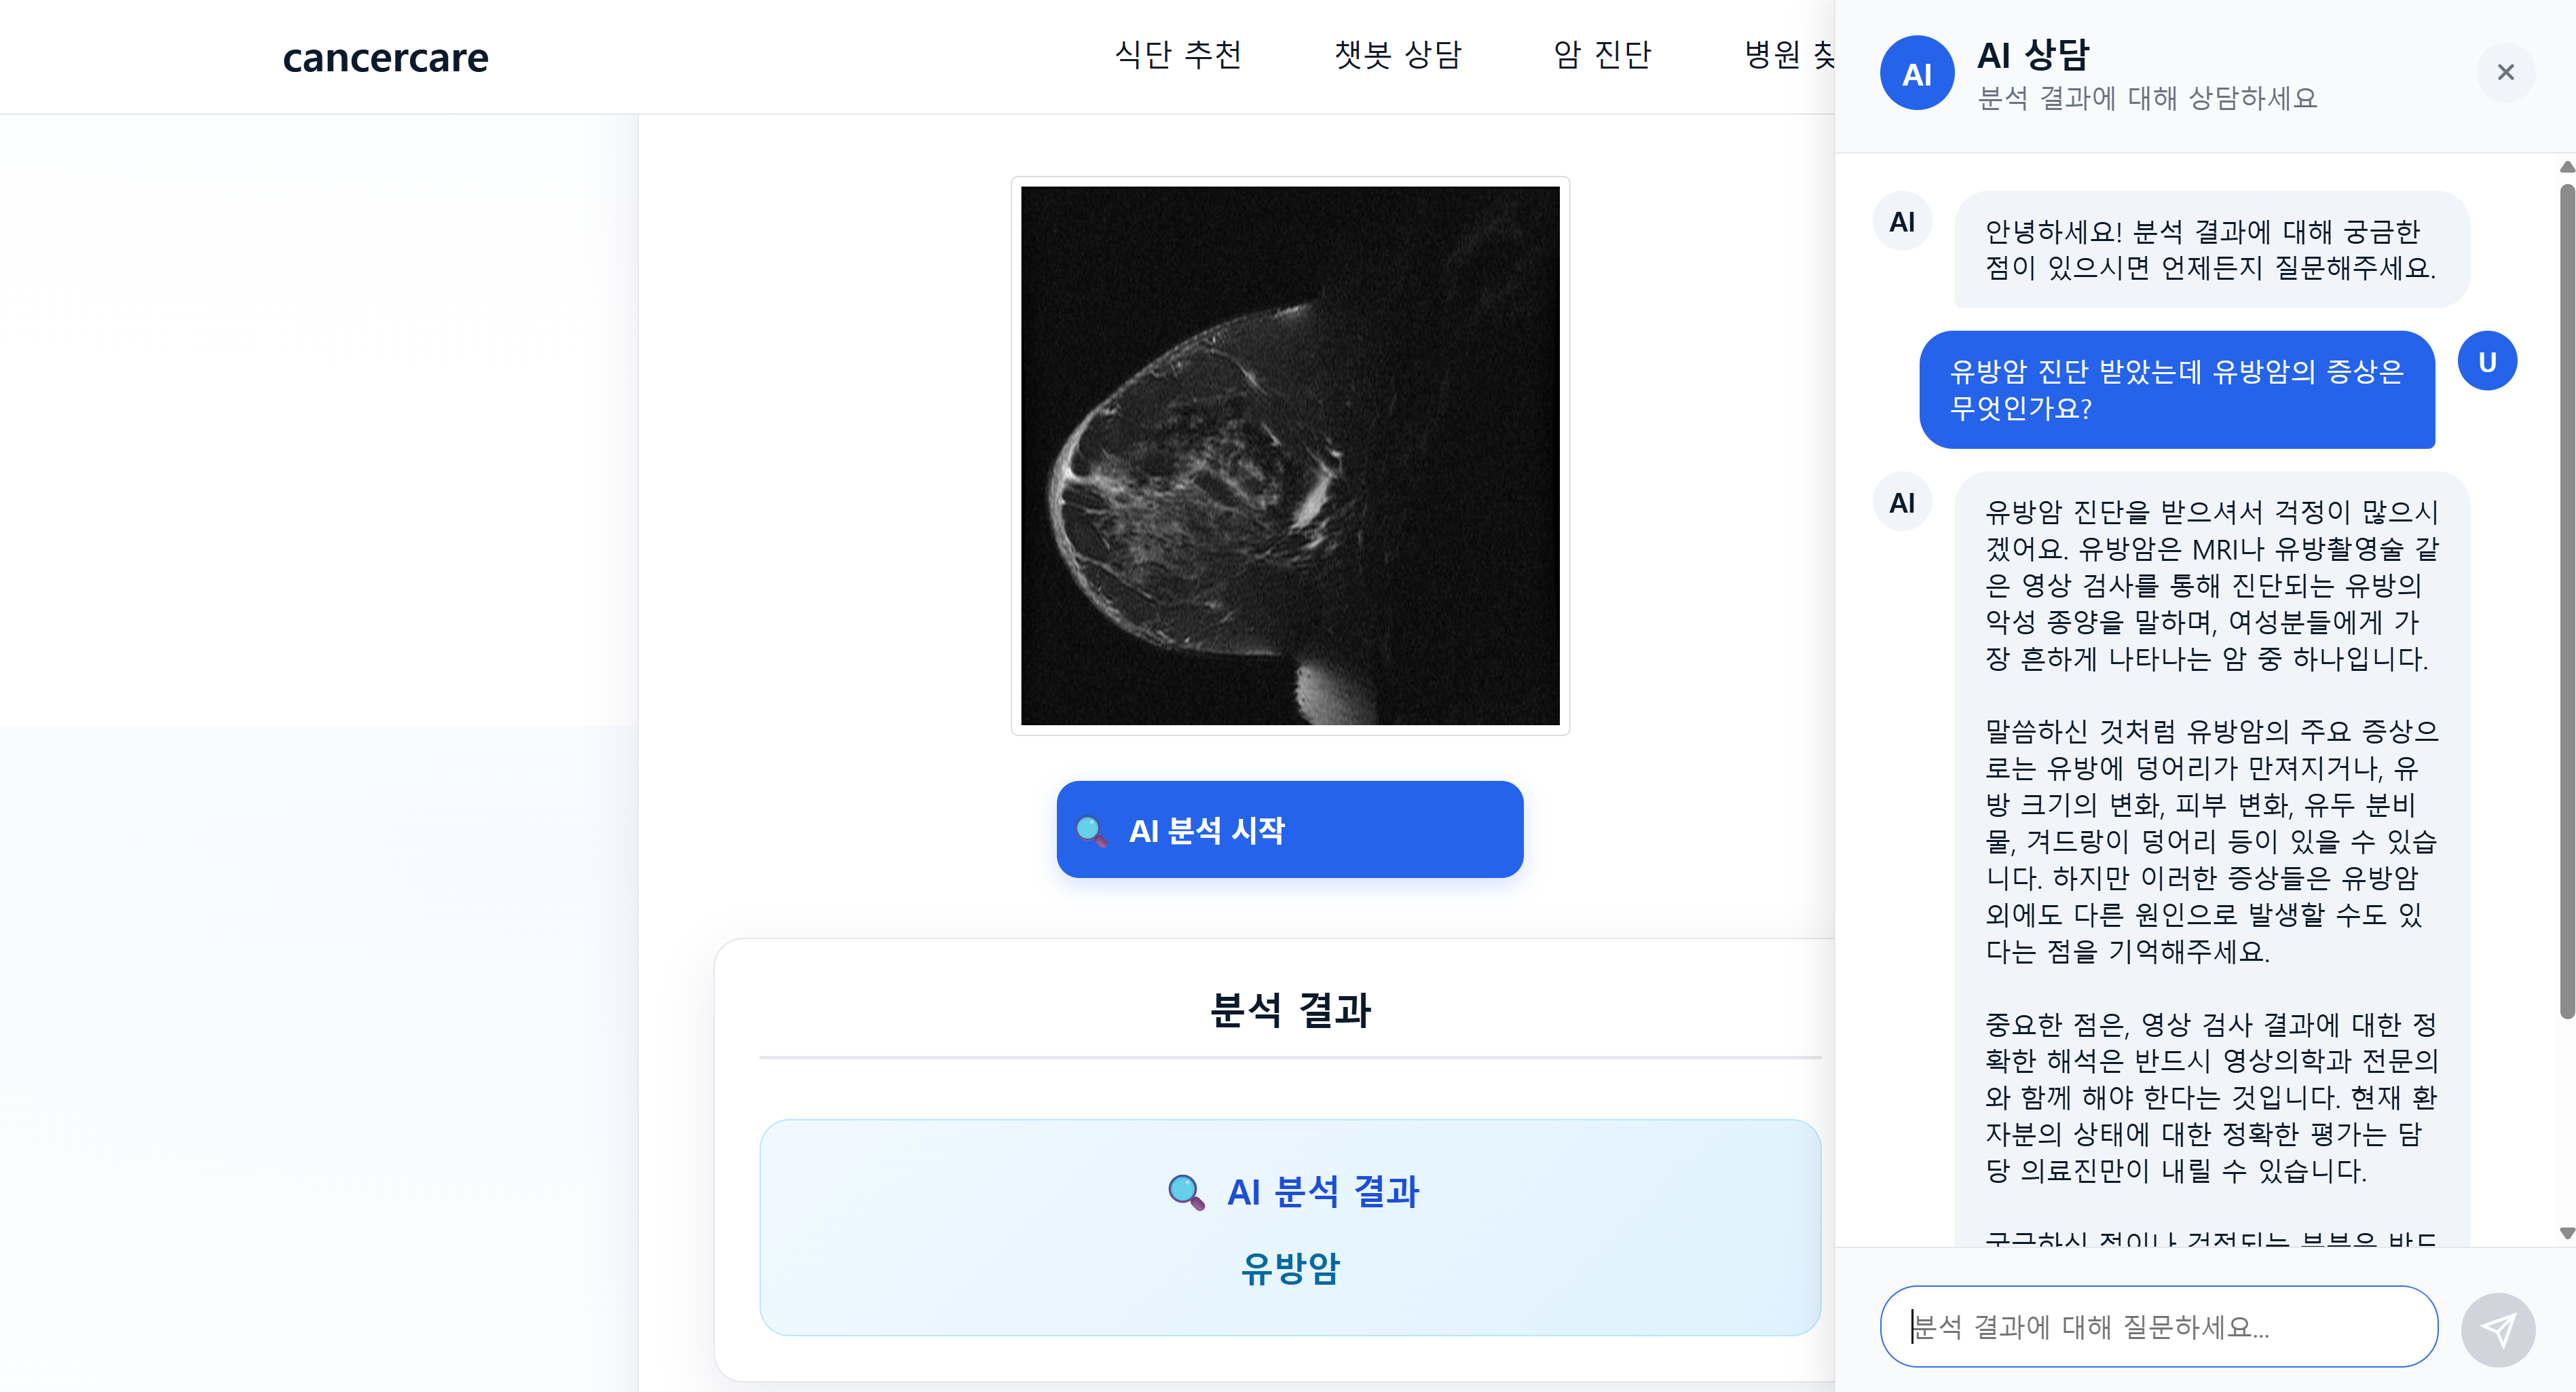 cancercare
식단 추천
챗봇 상담
암 진단
병원 찾
AI 분석 시작
분석 결과
AI 분석 결과
유방암
AI
AI 상담
분석 결과에 대해 상담하세요
AI
안녕하세요! 분석 결과에 대해 궁금한
점이 있으시면 언제든지 질문해주세요.
유방암 진단 받았는데 유방암의 증상은
무엇인가요?
U
AI
유방암 진단을 받으셔서 걱정이 많으시
겠어요. 유방암은 MRI나 유방촬영술 같
은 영상 검사를 통해 진단되는 유방의
악성 종양을 말하며, 여성분들에게 가
장 흔하게 나타나는 암 중 하나입니다.
말씀하신 것처럼 유방암의 주요 증상으
로는 유방에 덩어리가 만져지거나, 유
방 크기의 변화, 피부 변화, 유두 분비
물, 겨드랑이 덩어리 등이 있을 수 있습
니다. 하지만 이러한 증상들은 유방암
외에도 다른 원인으로 발생할 수도 있
다는 점을 기억해주세요.
중요한 점은, 영상 검사 결과에 대한 정
확한 해석은 반드시 영상의학과 전문의
와 함께 해야 한다는 것입니다. 현재 환
자분의 상태에 대한 정확한 평가는 담
당 의료진만이 내릴 수 있습니다.
궁금하신 점이나 걱정되는 부분은 반드
분석 결과에 대해 질문하세요...